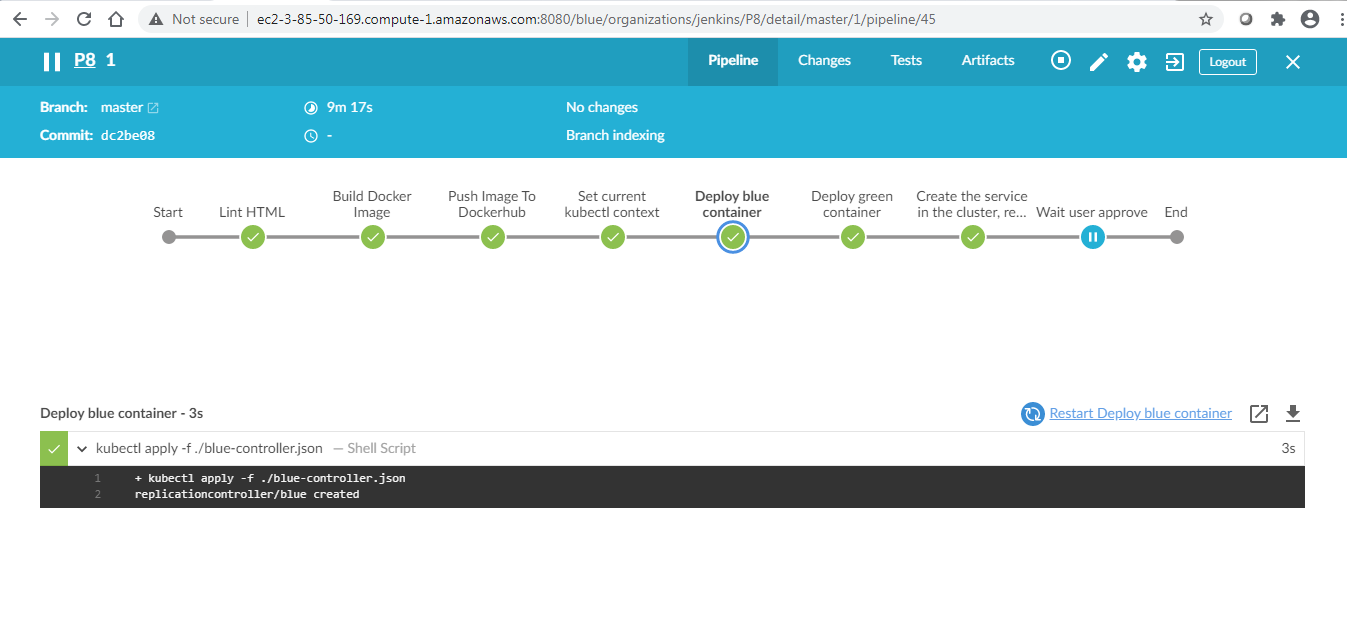 Not secure ec2-3-85-50-169.compute-1.amazonaws.com:8080/blue/organizations/jenkins/P8/detail/master/1/pipeline/45
P8 1 Pipeline Changes Tests Artifacts Logout
Branch: master 9m 17s No changes
Commit: dc2be08 - Branch indexing
Start
Lint HTML
Build Docker
Image
Push Image To
Dockerhub
Set current
kubectl context
Deploy blue
container
Deploy green
container
Create the service
in the cluster, re...
Wait user approve
End
Deploy blue container - 3s Restart Deploy blue container
kubectl apply -f ./blue-controller.json — Shell Script 3s
1 + kubectl apply -f ./blue-controller.json
2 replicationcontroller/blue created